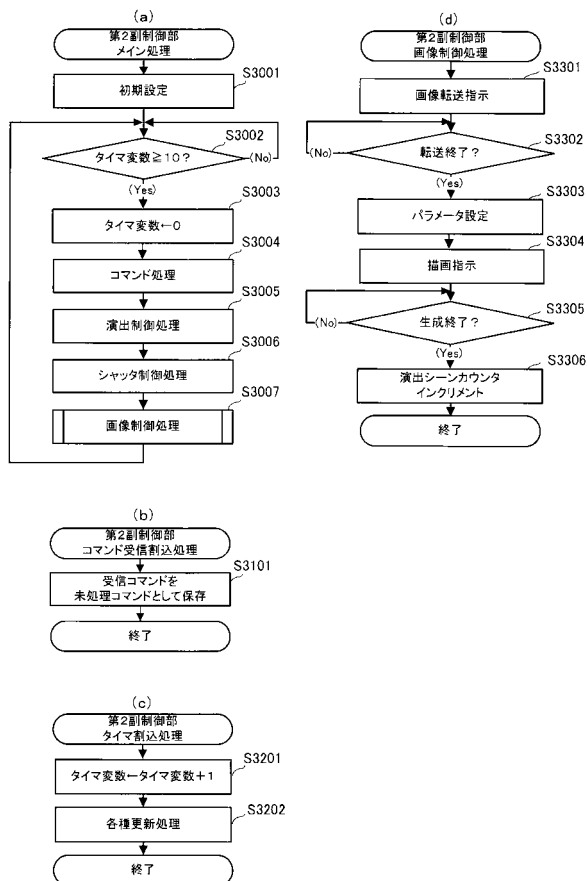 (a)
第2副制御部
メイン処理
S3001
初期設定
S3002
タイマ変数≧10?
(No)
(Yes)
S3003
タイマ変数←0
S3004
コマンド処理
S3005
演出制御処理
S3006
シャッタ制御処理
S3007
画像制御処理
(b)
第2副制御部
コマンド受信割込処理
S3101
受信コマンドを
未処理コマンドとして保存
終了
(c)
第2副制御部
タイマ割込処理
S3201
タイマ変数←タイマ変数+1
S3202
各種更新処理
終了
(d)
第2副制御部
画像制御処理
S3301
画像転送指示
S3302
転送終了?
(No)
(Yes)
S3303
パラメータ設定
S3304
描画指示
S3305
生成終了?
(No)
(Yes)
S3306
演出シーンカウンタ
インクリメント
終了